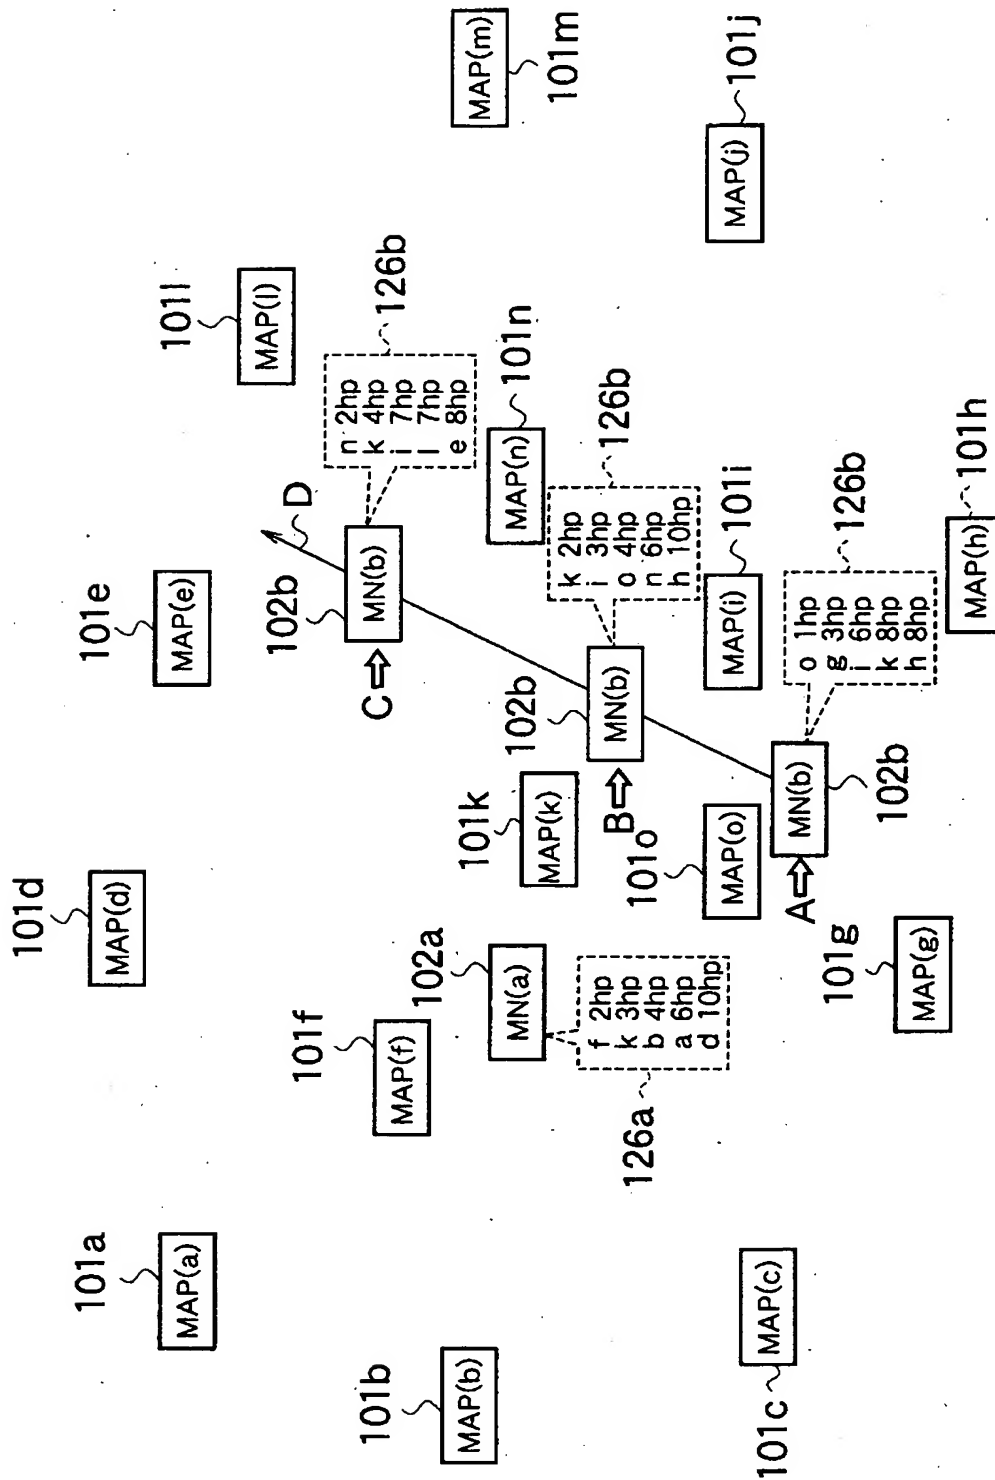 101d
101a
101e
MAP(d)
101l
MAP(a)
MAP(e)
MAP(l)
101f
D
101b
MAP(f)
102b
C
MN(b)
n 2hp
k 4hp
i 7hp
l 7hp
e 8hp
126b
102a
101k
MAP(b)
MN(a)
MAP(k)
MAP(n)
101n
MAP(m)
101m
102b
B
MN(b)
k 2hp
i 3hp
o 4hp
n 6hp
h 10hp
126b
f 2hp
k 3hp
b 4hp
a 6hp
d 10hp
126a
101o
MAP(o)
MAP(i)
101i
MAP(j)
101j
MAP(c)
101c
A
MN(b)
102b
o 1hp
g 3hp
i 6hp
k 8hp
h 8hp
126b
101g
MAP(g)
MAP(h)
101h